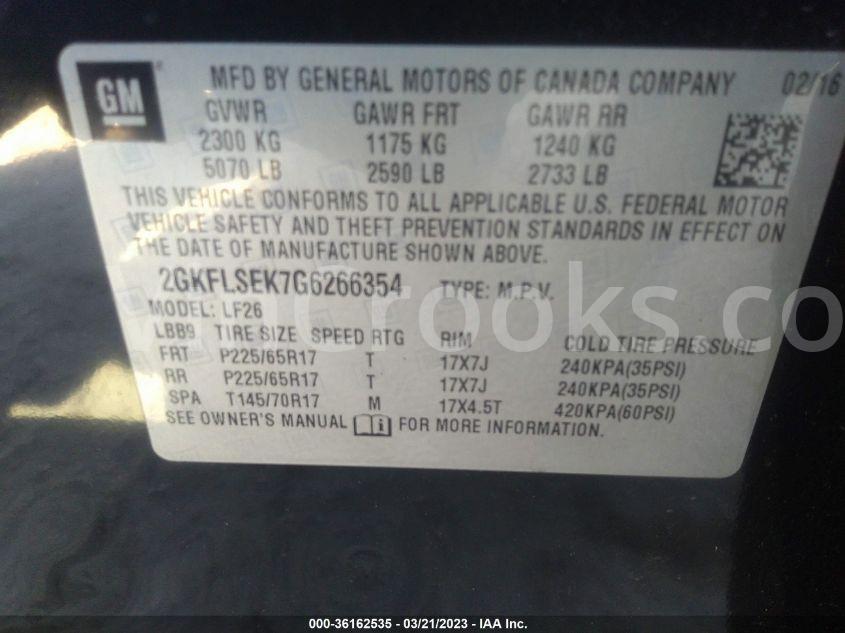 GM
MFD BY GENERAL MOTORS OF CANADA COMPANY 02/16
GVWR GAWR FRT GAWR RR
2300 KG 1175 KG 1240 KG
5070 LB 2590 LB 2733 LB
THIS VEHICLE CONFORMS TO ALL APPLICABLE U.S. FEDERAL MOTOR
VEHICLE SAFETY AND THEFT PREVENTION STANDARDS IN EFFECT ON
THE DATE OF MANUFACTURE SHOWN ABOVE.
2GKFLSEK7G6266354 TYPE: M.P.V.
MODEL: LF26
LBB9 TIRE SIZE SPEED RTG RIM COLD TIRE PRESSURE
FRT P225/65R17 T 17X7J 240KPA(35PSI)
RR P225/65R17 T 17X7J 240KPA(35PSI)
SPA T145/70R17 M 17X4.5T 420KPA(60PSI)
SEE OWNER'S MANUAL FOR MORE INFORMATION.
Crooks.co
000-36162535 - 03/21/2023 - IAA Inc.